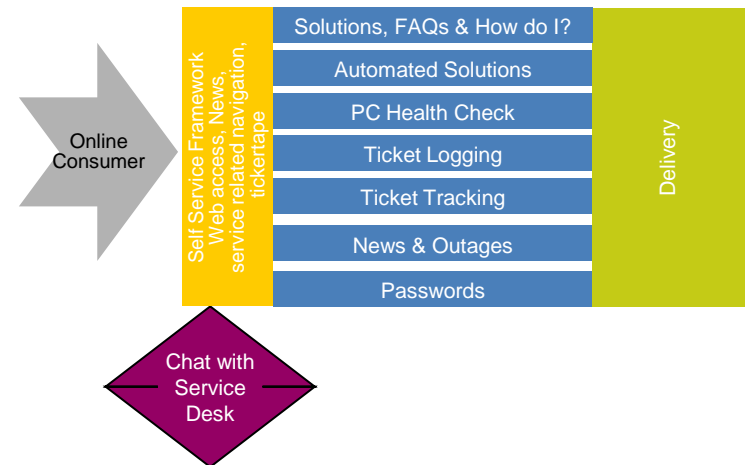 Online
Consumer
Self Service Framework
Web access, News,
service related navigation,
tickertape
Solutions, FAQs & How do I?
Automated Solutions
PC Health Check
Ticket Logging
Ticket Tracking
News & Outages
Passwords
Delivery
Chat with
Service
Desk